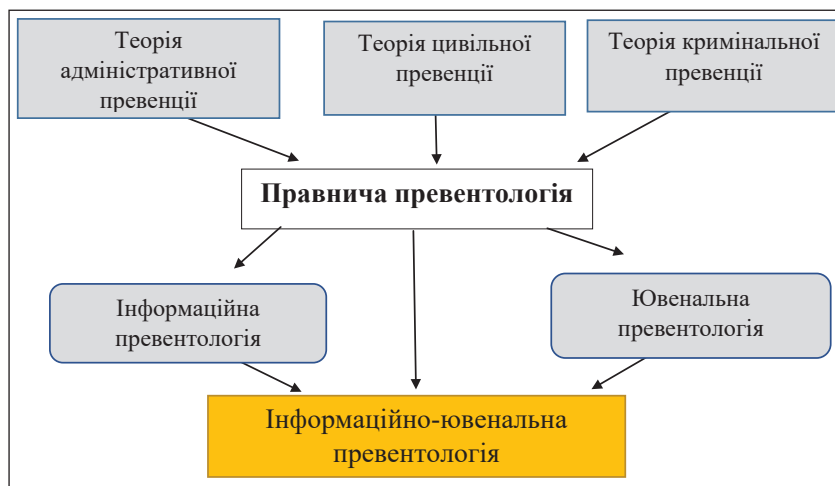 Теорія
адміністративної
превенції
Теорія цивільної
превенції
Теорія кримінальної
превенції
Правнича превентологія
Інформаційна
превентологія
Ювенальна
превентологія
Інформаційно-ювенальна
превентологія